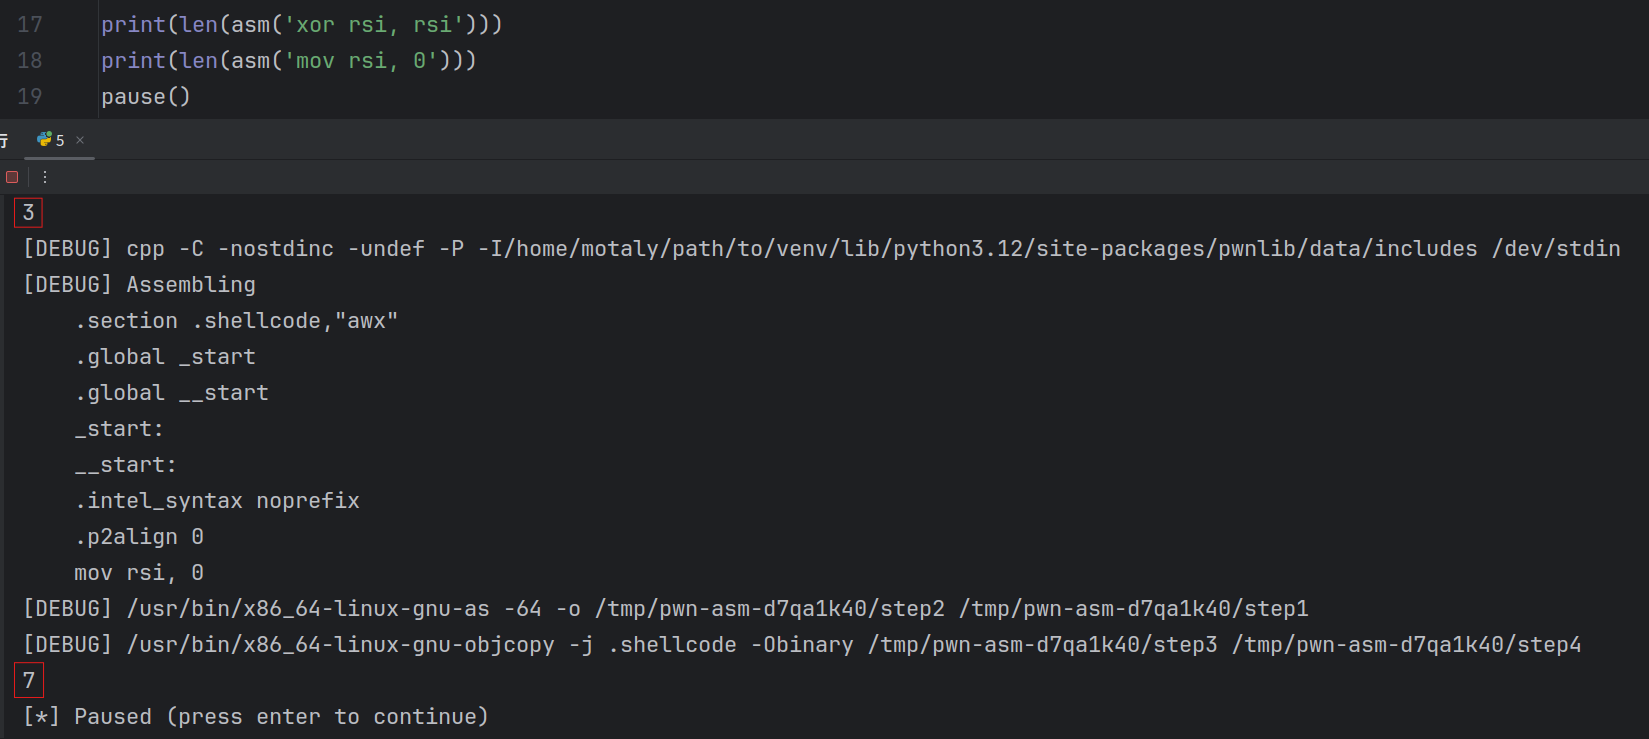 17 print(len(asm('xor rsi, rsi')))
18 print(len(asm('mov rsi, 0')))
19 pause()
行 5 ×
3
[DEBUG] cpp -C -nostdinc -undef -P -I/home/motaly/path/to/venv/lib/python3.12/site-packages/pwnlib/data/includes /dev/stdin
[DEBUG] Assembling
.section .shellcode,"awx"
.global _start
.global __start
_start:
__start:
.intel_syntax noprefix
.p2align 0
mov rsi, 0
[DEBUG] /usr/bin/x86_64-linux-gnu-as -64 -o /tmp/pwn-asm-d7qa1k40/step2 /tmp/pwn-asm-d7qa1k40/step1
[DEBUG] /usr/bin/x86_64-linux-gnu-objcopy -j .shellcode -Obinary /tmp/pwn-asm-d7qa1k40/step3 /tmp/pwn-asm-d7qa1k40/step4
7
[*] Paused (press enter to continue)